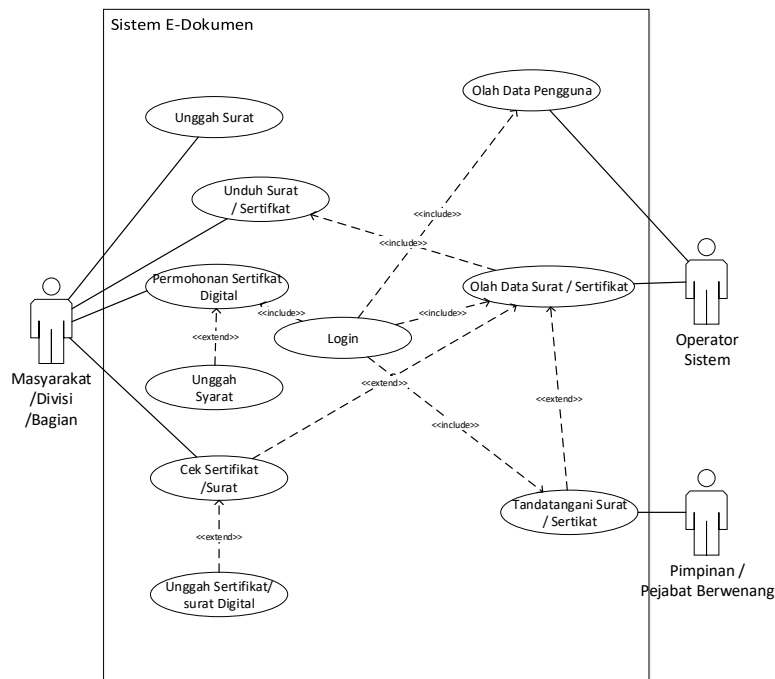 Sistem E-Dokumen
Olah Data Pengguna
Unggah Surat
Unduh Surat
/ Sertifkat
<<include>>
<<include>>
Permohonan Sertifkat
Digital
Olah Data Surat / Sertifikat
<<include>>
<<include>>
Login
<<extend>>
Operator
Sistem
Masyarakat
/Divisi
/Bagian
Unggah
Syarat
<<extend>>
<<extend>>
<<include>>
Cek Sertifikat
/Surat
Tandatangani Surat
/ Sertikat
<<extend>>
Pimpinan /
Pejabat Berwenang
Unggah Sertifikat/
surat Digital